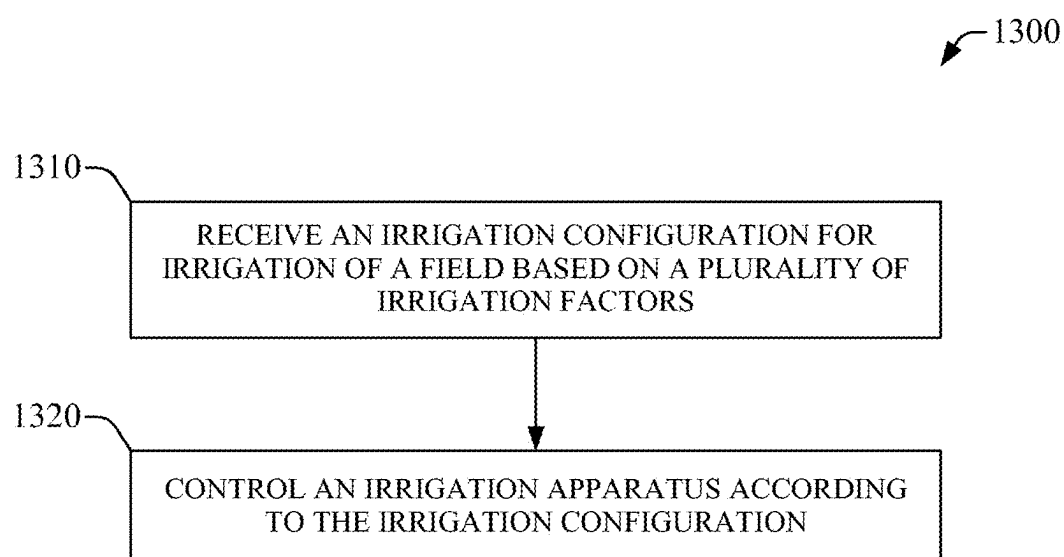 1300
1310
RECEIVE AN IRRIGATION CONFIGURATION FOR
IRRIGATION OF A FIELD BASED ON A PLURALITY OF
IRRIGATION FACTORS
1320
CONTROL AN IRRIGATION APPARATUS ACCORDING
TO THE IRRIGATION CONFIGURATION